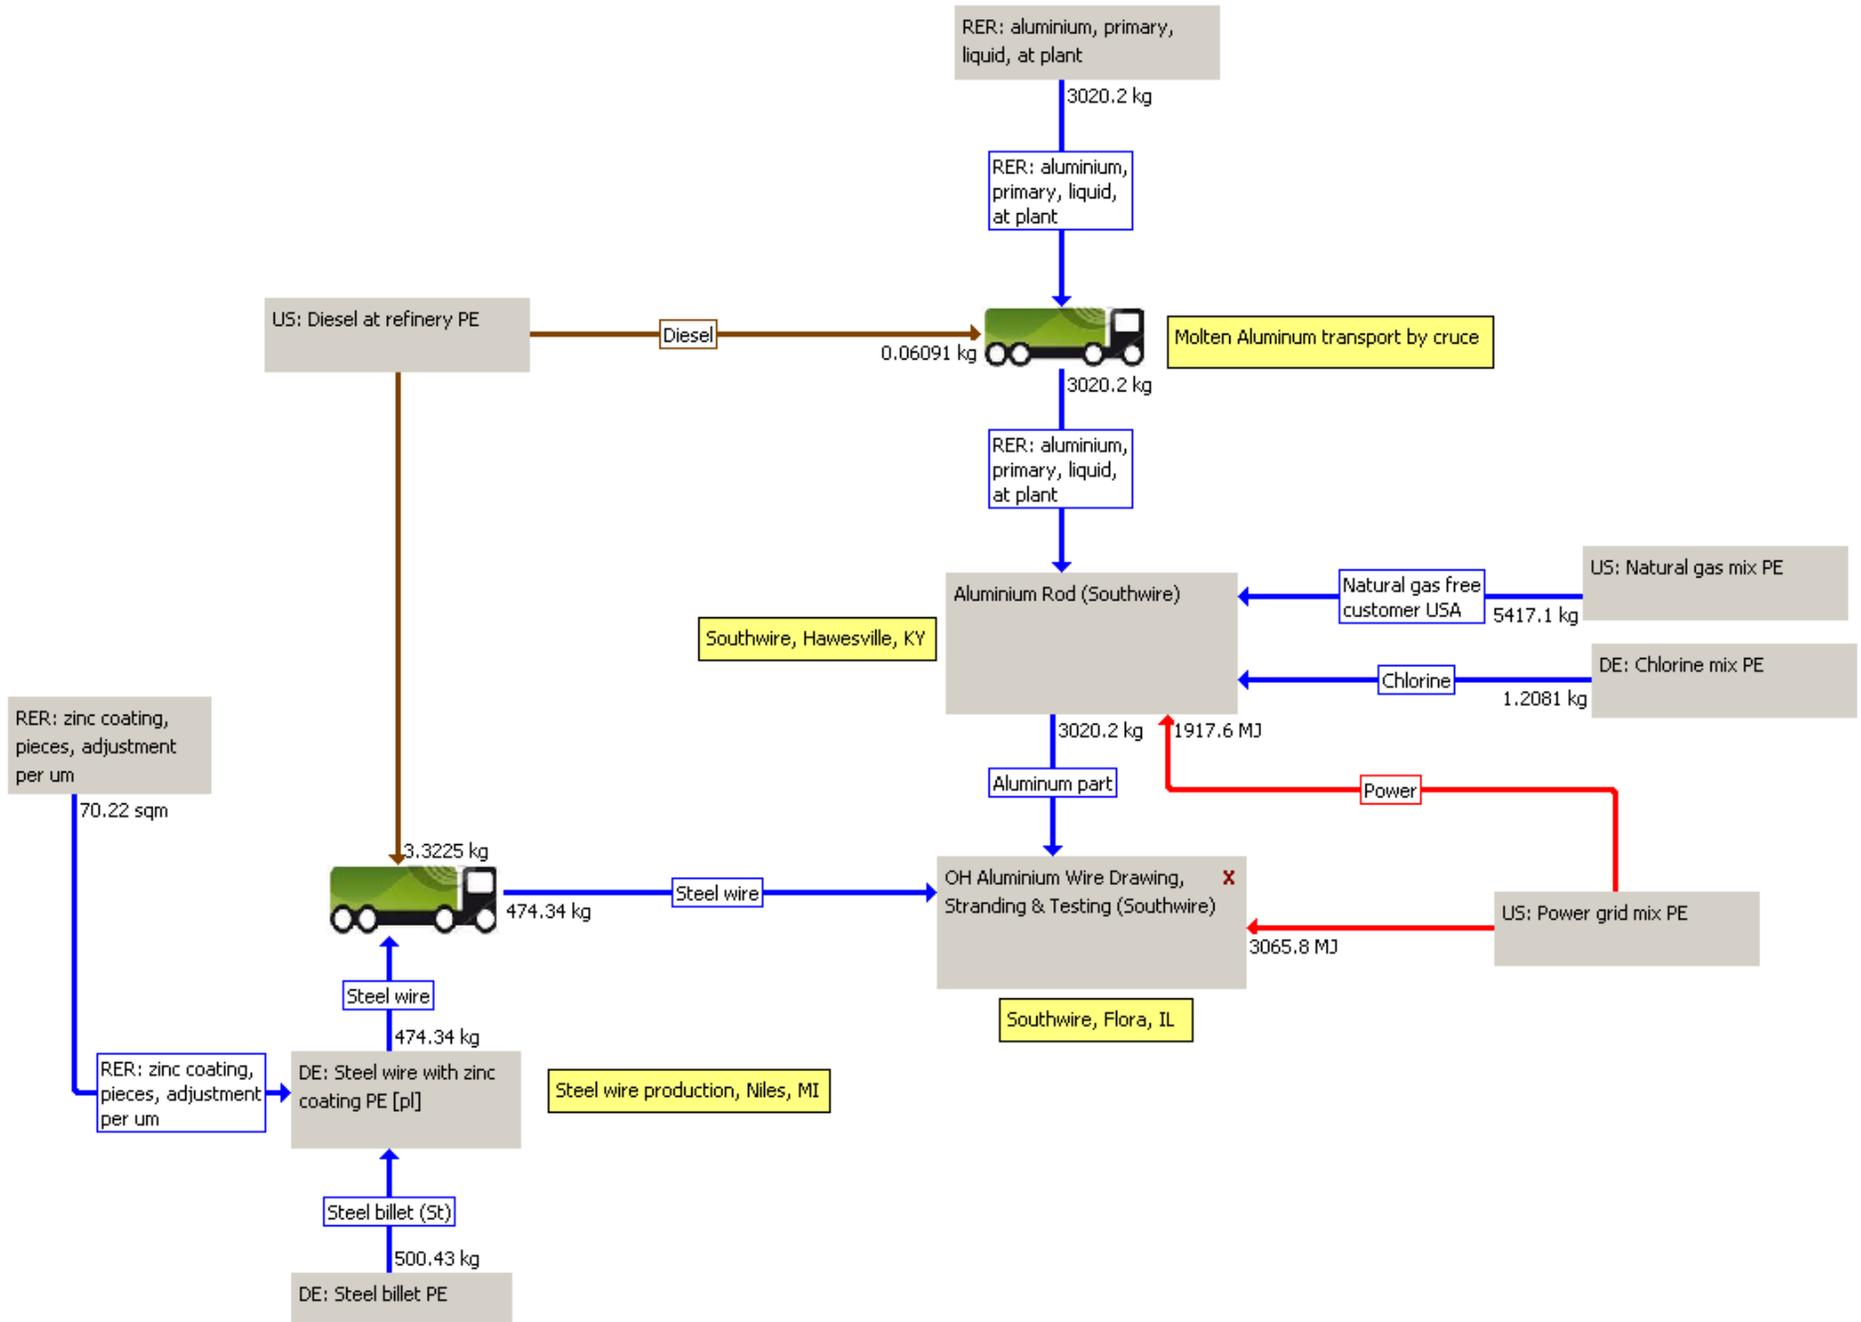 RER: aluminium, primary,
liquid, at plant
3020.2 kg
RER: aluminium,
primary, liquid,
at plant
US: Diesel at refinery PE
Diesel
0.06091 kg
Molten Aluminum transport by cruce
3020.2 kg
RER: aluminium,
primary, liquid,
at plant
Aluminium Rod (Southwire)
Natural gas free
customer USA
5417.1 kg
US: Natural gas mix PE
Southwire, Hawesville, KY
Chlorine
1.2081 kg
DE: Chlorine mix PE
RER: zinc coating,
pieces, adjustment
per um
70.22 sqm
3020.2 kg
1917.6 MJ
Aluminum part
Power
3.3225 kg
474.34 kg
Steel wire
OH Aluminium Wire Drawing,
Stranding & Testing (Southwire)
X
3065.8 MJ
US: Power grid mix PE
Southwire, Flora, IL
Steel wire
474.34 kg
RER: zinc coating,
pieces, adjustment
per um
DE: Steel wire with zinc
coating PE [pl]
Steel wire production, Niles, MI
Steel billet (St)
500.43 kg
DE: Steel billet PE